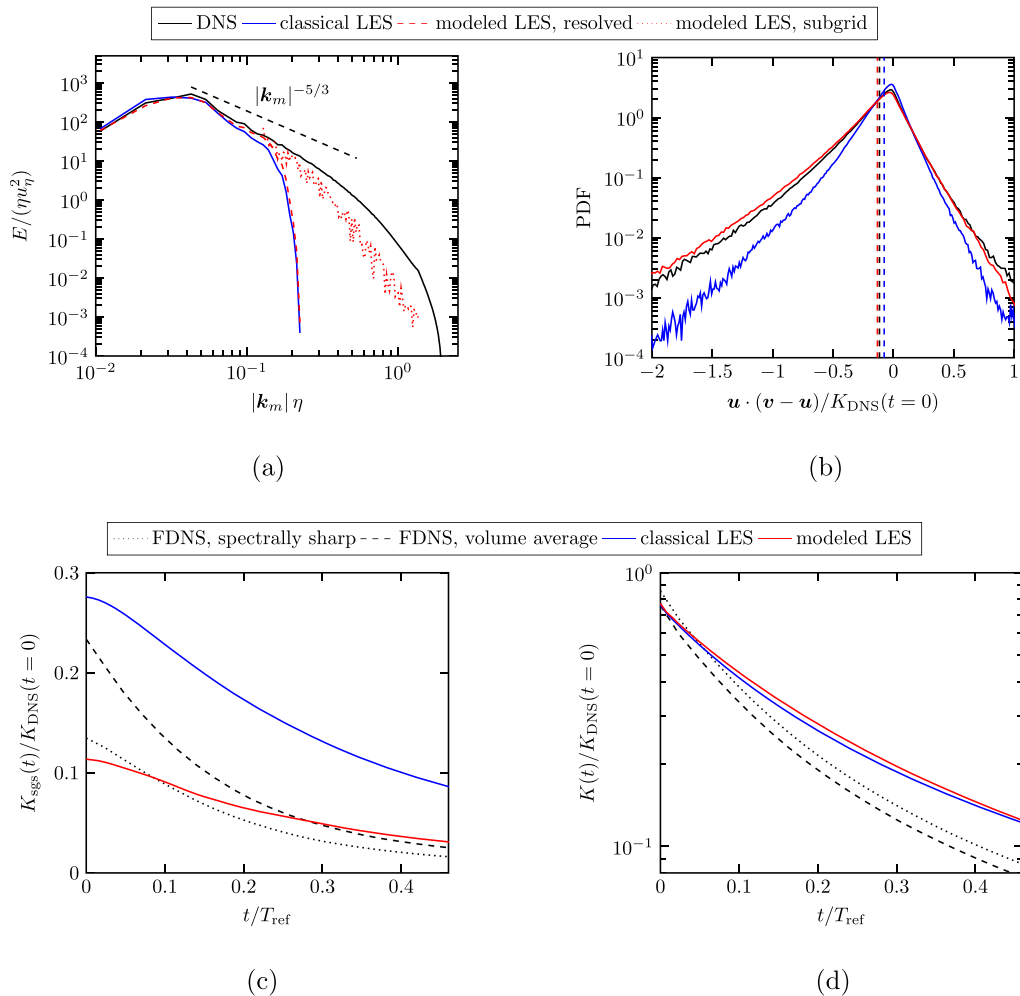 DNS classical LES modeled LES, resolved modeled LES, subgrid
10^3
10^2
10^1
10^0
10^−1
10^−2
10^−3
10^−4
10^−2 10^−1 10^0
E/(ηu_η^2)
|k_m| η
|k_m|^−5/3
(a)
10^1
10^0
10^−1
10^−2
10^−3
10^−4
−2 −1.5 −1 −0.5 0 0.5 1
PDF
u · (v − u)/K_DNS(t = 0)
(b)
FDNS, spectrally sharp FDNS, volume average classical LES modeled LES
0.3
0.2
0.1
0
0 0.1 0.2 0.3 0.4
K_sgs(t)/K_DNS(t = 0)
t/T_ref
(c)
10^0
10^−1
0 0.1 0.2 0.3 0.4
K(t)/K_DNS(t = 0)
t/T_ref
(d)